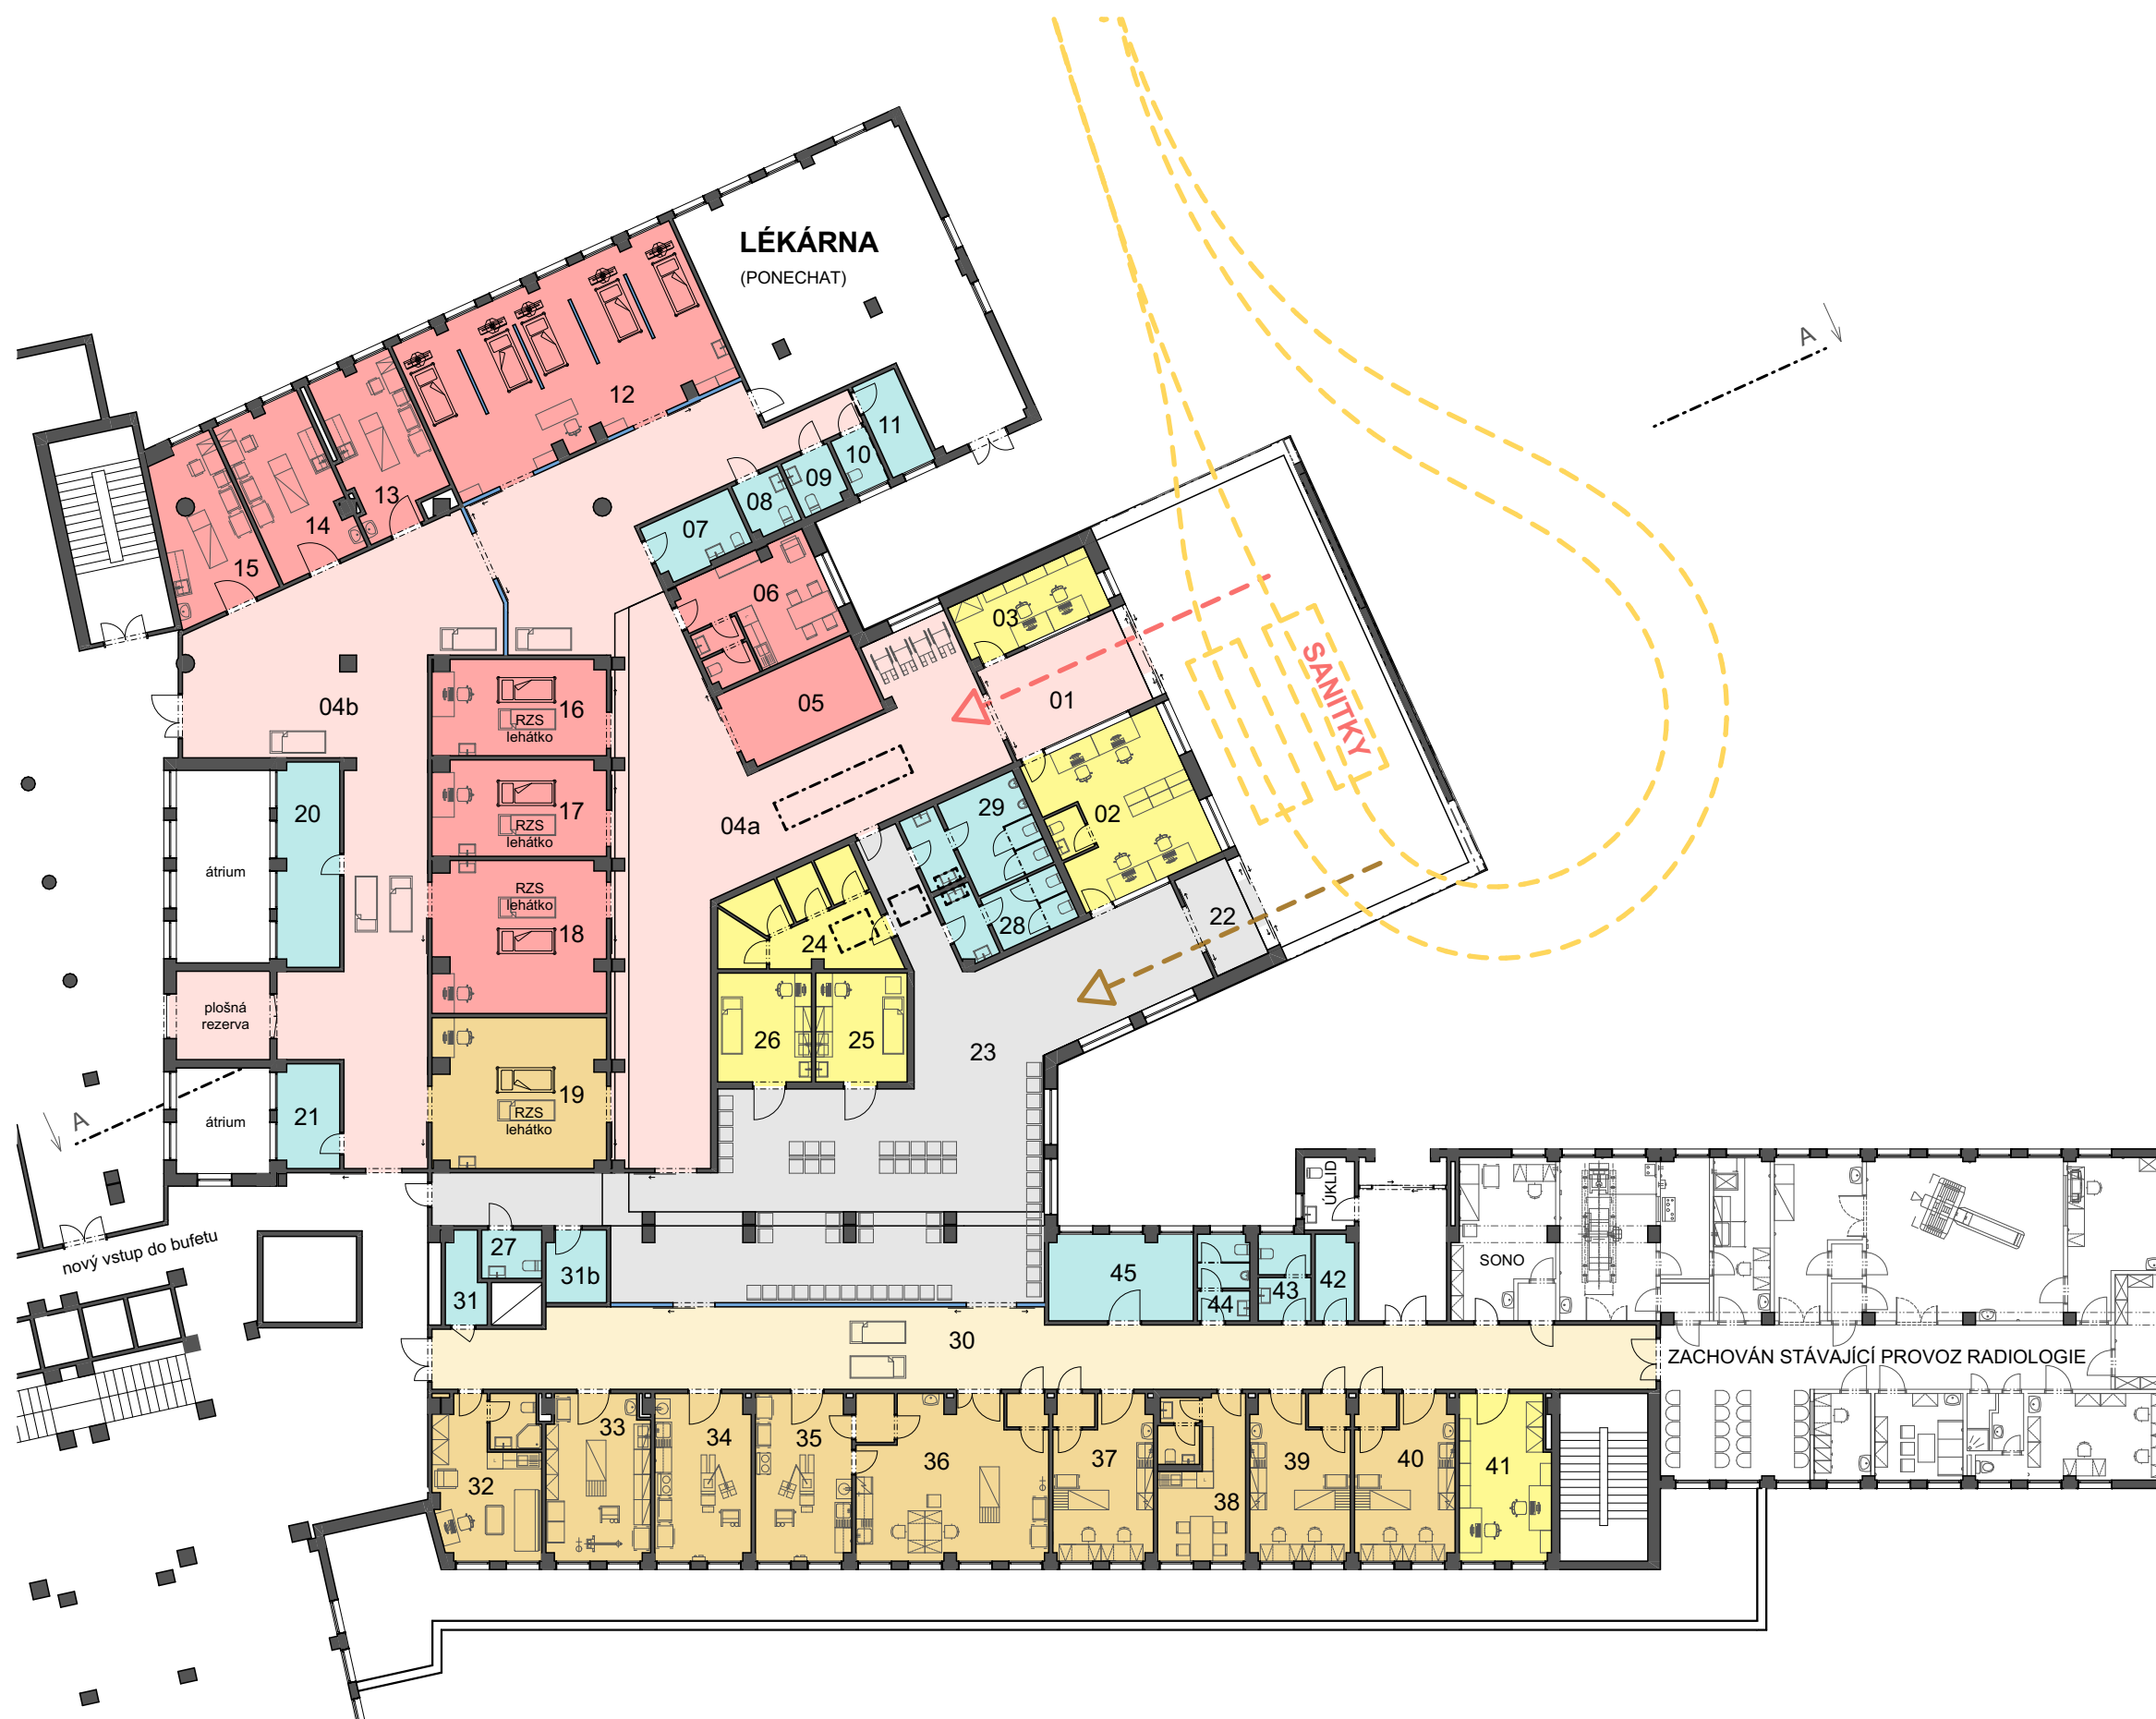 LÉKÁRNA
(PONECHAT)
A
12
11
10
09
08
07
13
14
15
06
03
05
01
SANITKY
04b
16
RZS
lehátko
17
RZS
lehátko
04a
02
29
20
átrium
RZS
lehátko
18
28
22
24
plošná
rezerva
26
25
23
19
RZS
lehátko
21
átrium
A
nový vstup do bufetu
27
31b
31
ÚKLID
45
44
43
42
SONO
30
ZACHOVÁN STÁVAJÍCÍ PROVOZ RADIOLOGIE
32
33
34
35
36
37
38
39
40
41